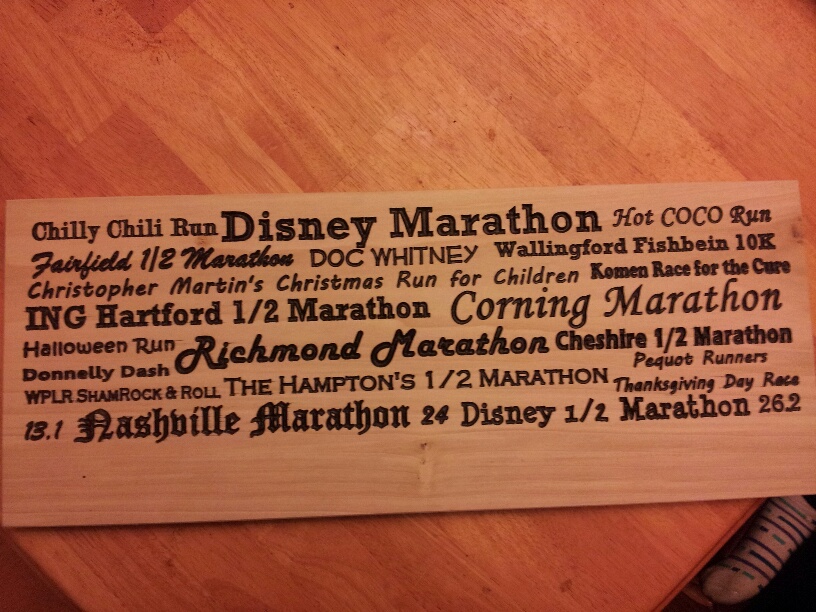 Chilly Chili Run Disney Marathon Hot COCO Run
Fairfield 1/2 Marathon DOC WHITNEY Wallingford Fishbein 10K
Christopher Martin's Christmas Run for Children Komen Race for the Cure
ING Hartford 1/2 Marathon Corning Marathon
Halloween Run Richmond Marathon Cheshire 1/2 Marathon
Donnelly Dash Pequot Runners
WPLR SHAMROCK & ROLL THE HAMPTON'S 1/2 MARATHON Thanksgiving Day Race
13.1 Nashville Marathon 24 Disney 1/2 Marathon 26.2